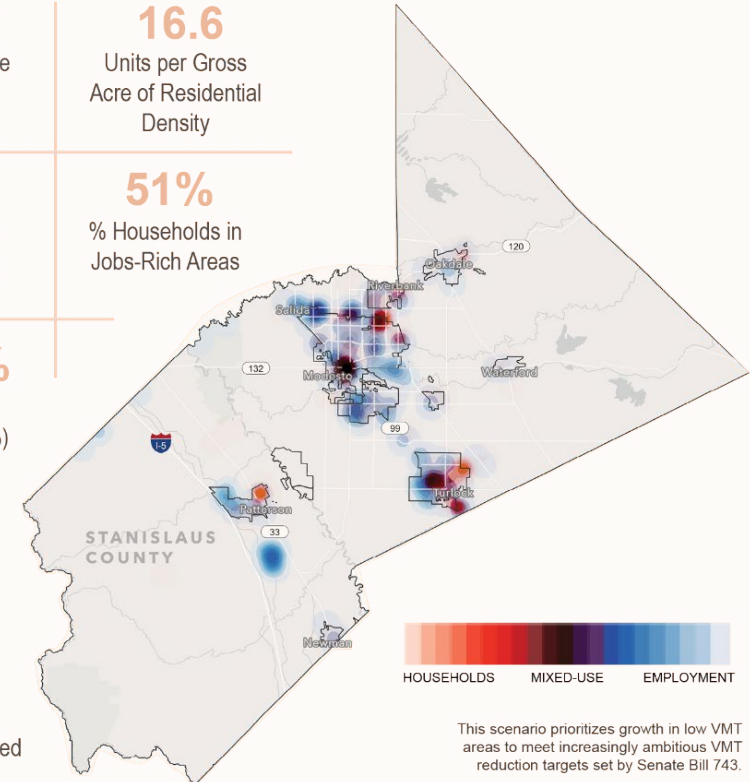 e
16.6
Units per Gross
Acre of Residential
Density
51%
% Households in
Jobs-Rich Areas
%
)
ed
120
Oakdale
Riverbank
Salida
132
Modesto
Waterford
99
I-5
Turlock
Patterson
33
STANISLAUS
COUNTY
Newman
HOUSEHOLDS MIXED-USE EMPLOYMENT
This scenario prioritizes growth in low VMT
areas to meet increasingly ambitious VMT
reduction targets set by Senate Bill 743.